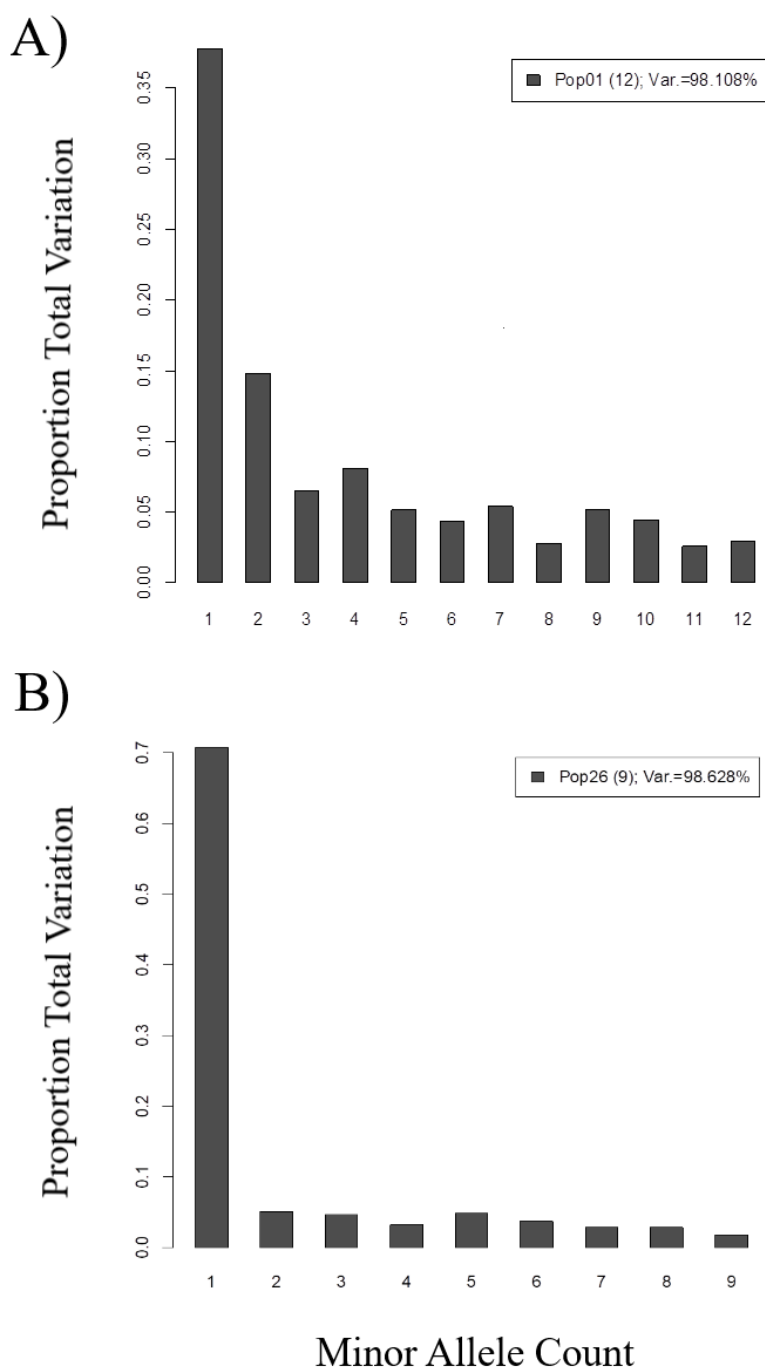 A)
Proportion Total Variation
0.35
0.30
0.25
0.20
0.15
0.10
0.05
0.00
Pop01 (12); Var.=98.108%
1 2 3 4 5 6 7 8 9 10 11 12
B)
Proportion Total Variation
0.7
0.6
0.5
0.4
0.3
0.2
0.1
0.0
Pop26 (9); Var.=98.628%
1 2 3 4 5 6 7 8 9
Minor Allele Count